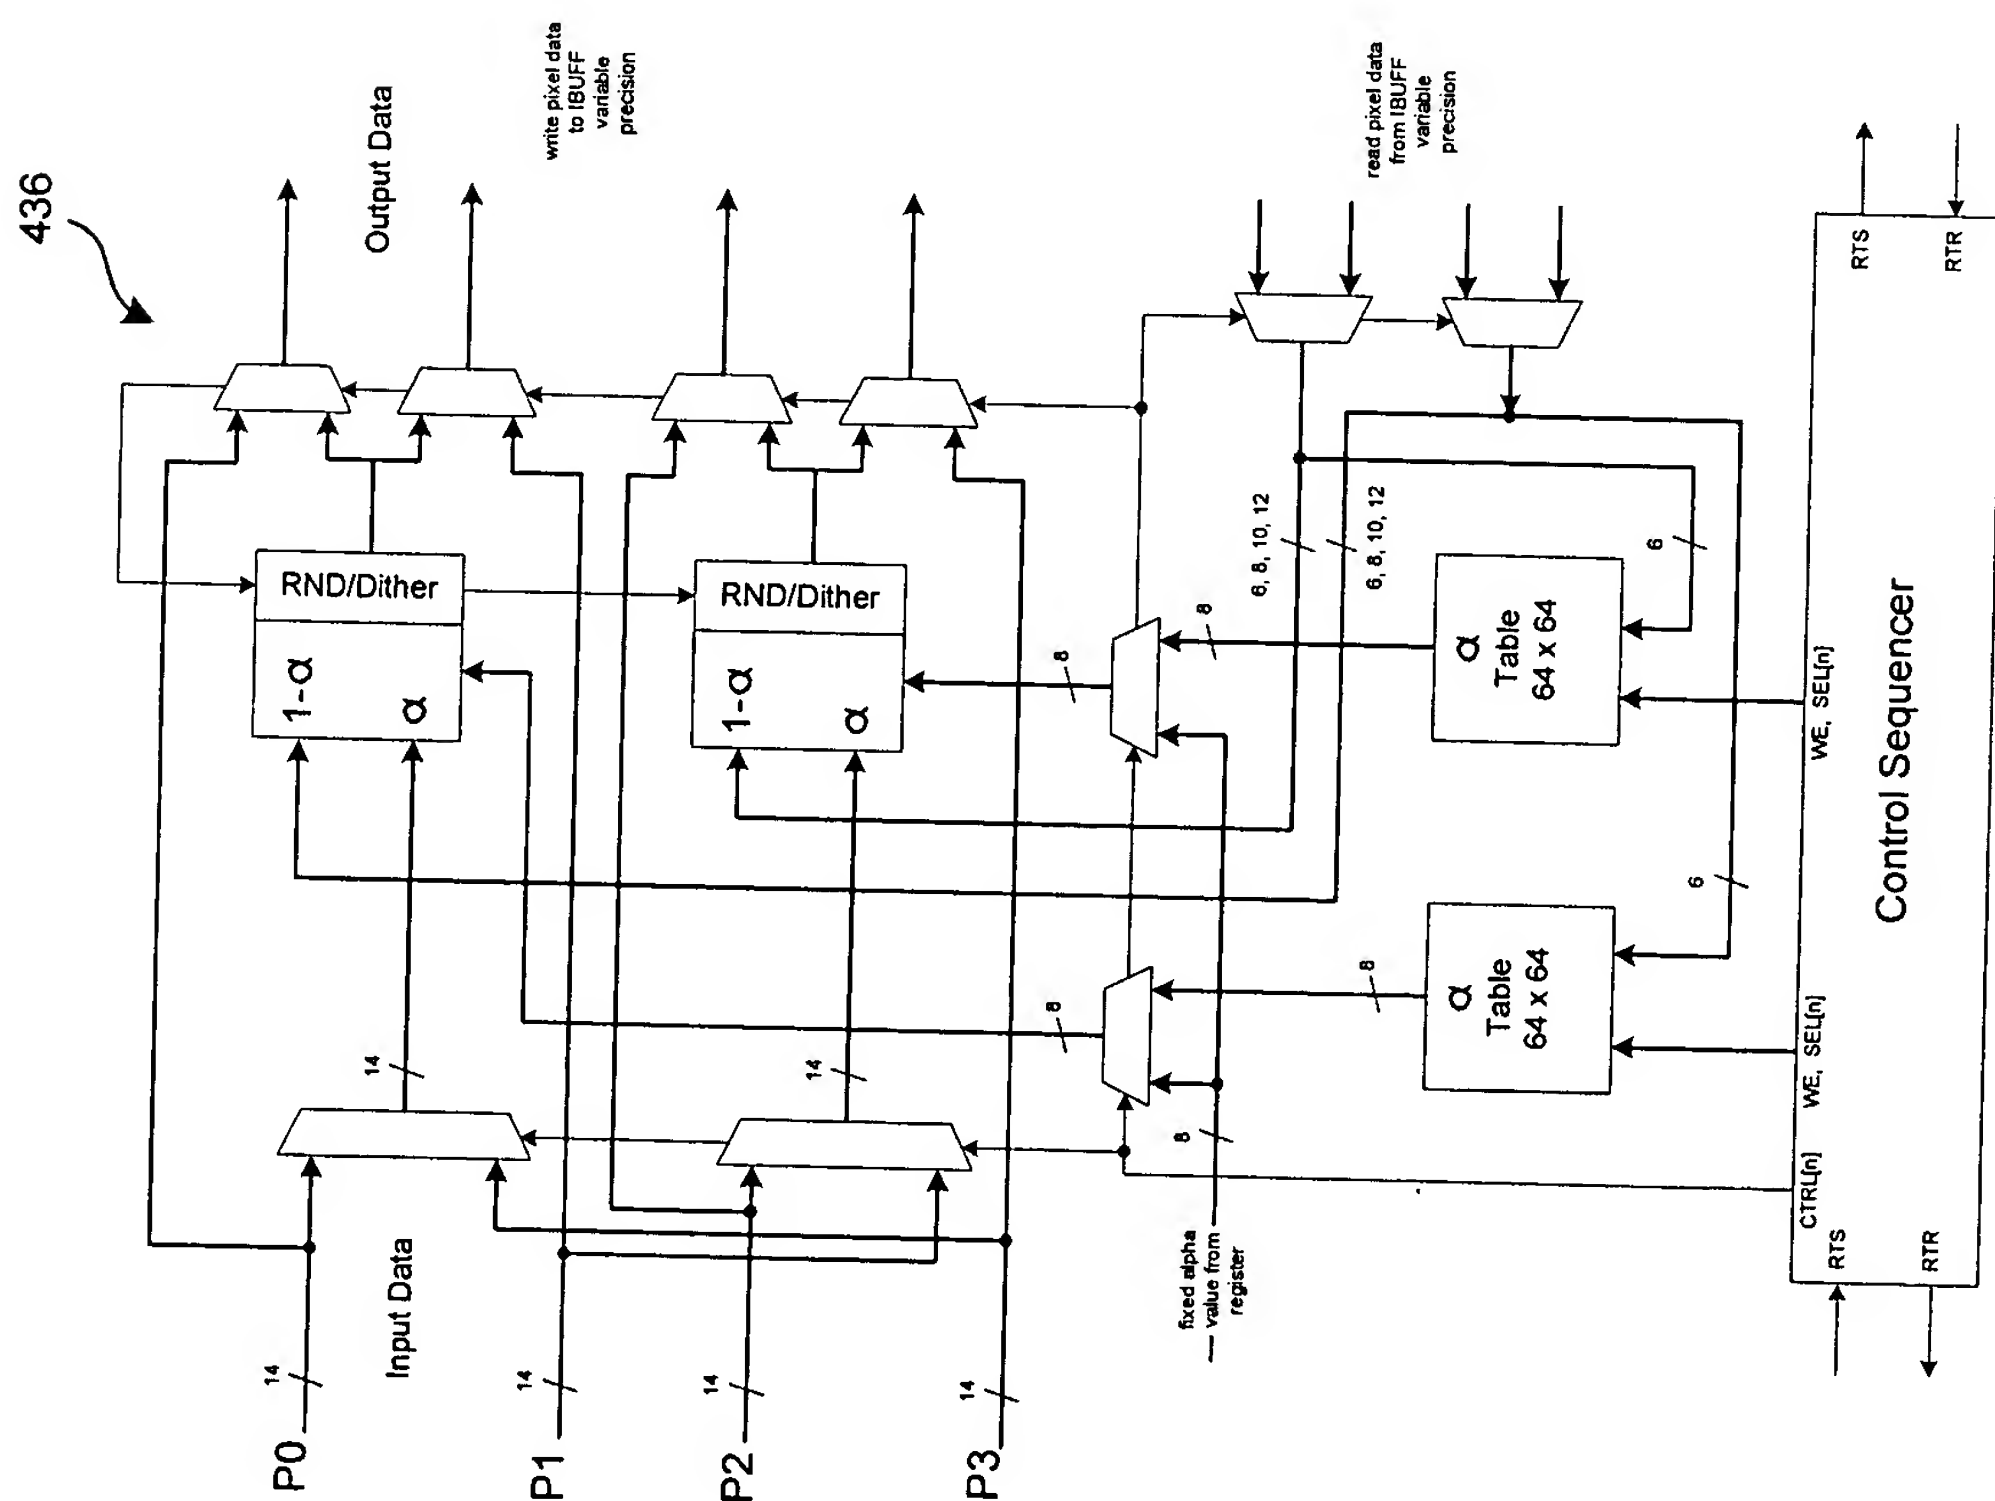 436
Output Data
write pixel data
to IBUFF
variable
precision
read pixel data
from IBUFF
variable
precision
RND/Dither
1-α
α
RND/Dither
1-α
α
6, 8, 10, 12
6, 8, 10, 12
6
6
8
8
8
8
8
14
14
α
Table
64 x 64
α
Table
64 x 64
Input Data
P0
14
P1
14
P2
14
P3
14
fixed alpha
value from
register
Control Sequencer
RTS
RTR
WE, SEL[n]
WE, SEL[n]
CTRL[n]
RTS
RTR